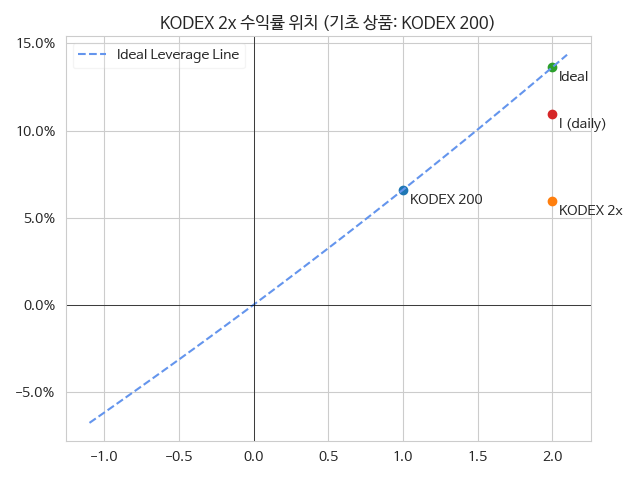 KODEX 2x 수익률 위치 (기초 상품: KODEX 200)
15.0%
Ideal Leverage Line
Ideal
I (daily)
10.0%
KODEX 200
KODEX 2x
5.0%
0.0%
−5.0%
−1.0 −0.5 0.0 0.5 1.0 1.5 2.0